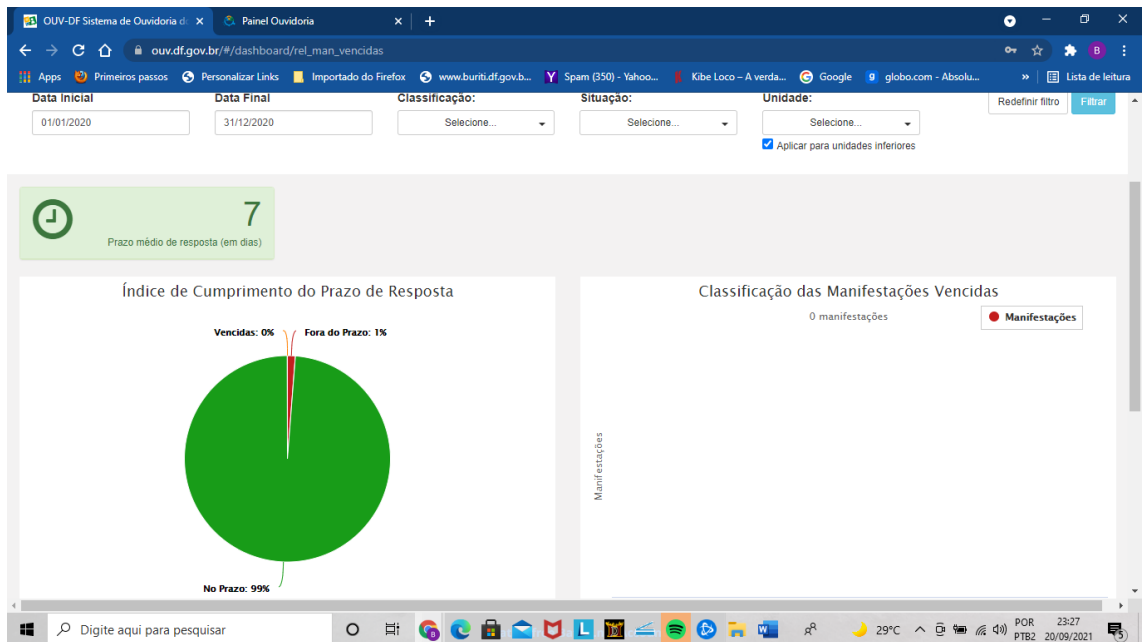 OUV-DF Sistema de Ouvidoria do
Painel Ouvidoria
ouv.df.gov.br/#/dashboard/rel_man_vencidas
B
Apps
Primeiros passos
Personalizar Links
Importado do Firefox
www.buriti.df.gov.b...
Spam (350) - Yahoo...
Kibe Loco – A verda...
Google
globo.com - Absolu...
»
Lista de leitura
Data Inicial
Data Final
Classificação:
Situação:
Unidade:
Redefinir filtro
Filtrar
01/01/2020
31/12/2020
Selecione...
Selecione...
Selecione...
Aplicar para unidades inferiores
7
Prazo médio de resposta (em dias)
Índice de Cumprimento do Prazo de Resposta
Vencidas: 0%
Fora do Prazo: 1%
No Prazo: 99%
Classificação das Manifestações Vencidas
0 manifestações
Manifestações
Manifestações
Digite aqui para pesquisar
29°C
POR
PTB2
23:27
20/09/2021